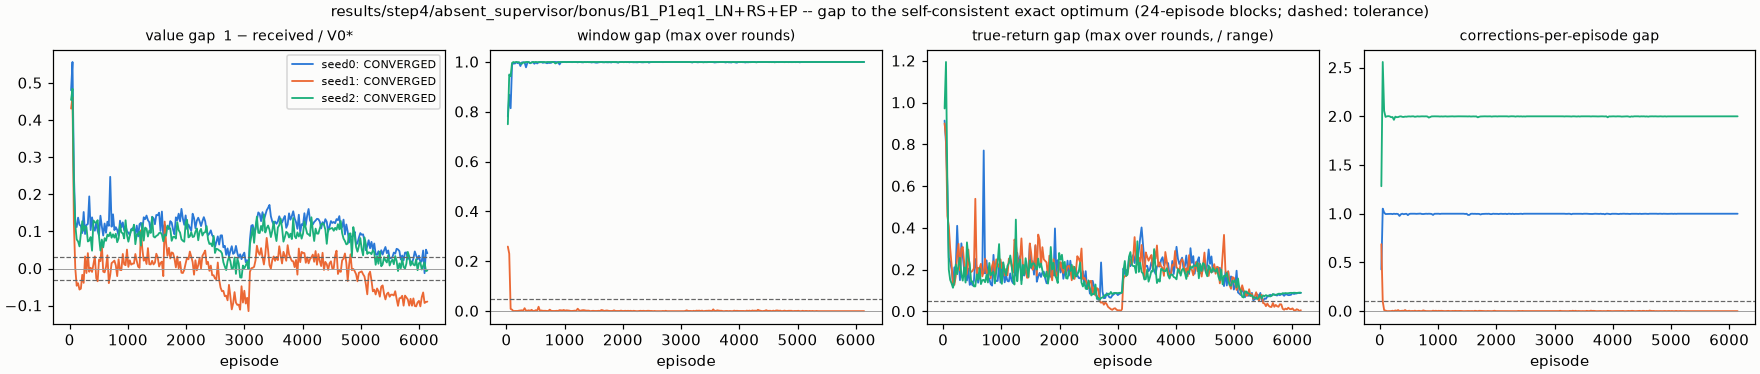 results/step4/absent_supervisor/bonus/B1_P1eq1_LN+RS+EP -- gap to the self-consistent exact optimum (24-episode blocks; dashed: tolerance)
value gap  1 − received / V0*
seed0: CONVERGED
seed1: CONVERGED
seed2: CONVERGED
0.5
0.4
0.3
0.2
0.1
0.0
−0.1
0 1000 2000 3000 4000 5000 6000
episode
window gap (max over rounds)
1.0
0.8
0.6
0.4
0.2
0.0
0 1000 2000 3000 4000 5000 6000
episode
true-return gap (max over rounds, / range)
1.2
1.0
0.8
0.6
0.4
0.2
0.0
0 1000 2000 3000 4000 5000 6000
episode
corrections-per-episode gap
2.5
2.0
1.5
1.0
0.5
0.0
0 1000 2000 3000 4000 5000 6000
episode